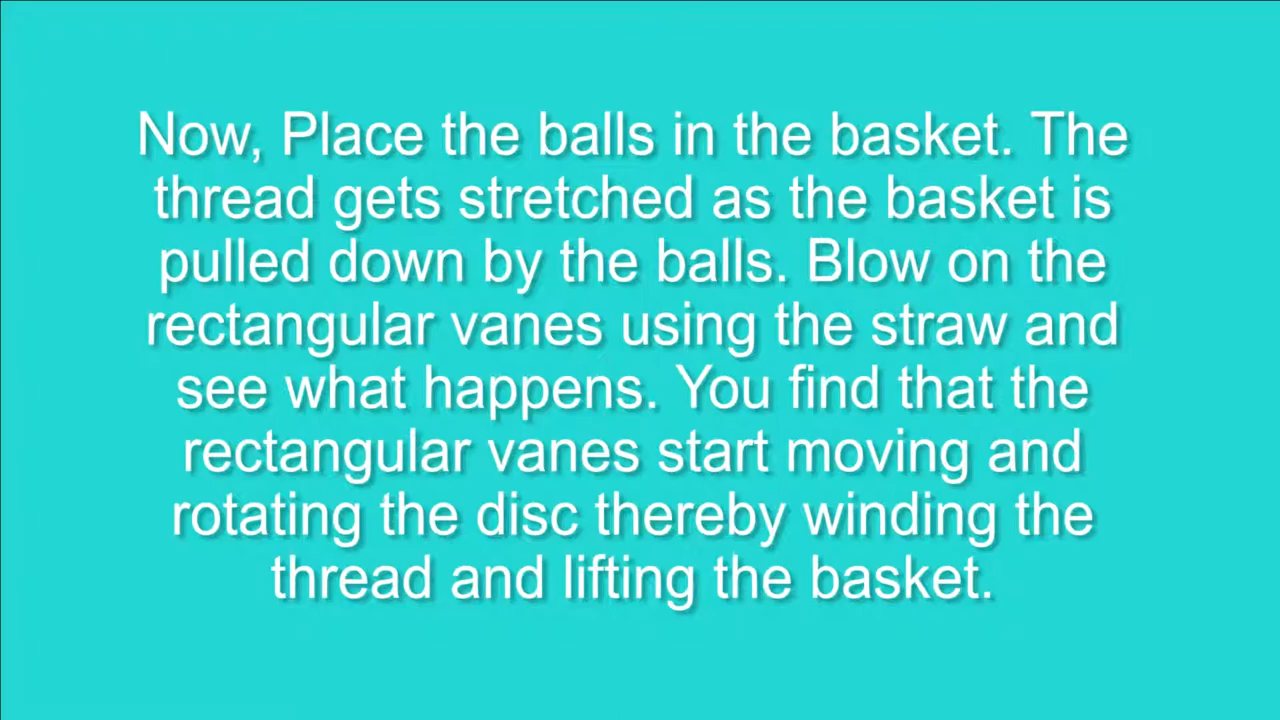 Now, Place the balls in the basket. The
thread gets stretched as the basket is
pulled down by the balls. Blow on the
rectangular vanes using the straw and
see what happens. You find that the
rectangular vanes start moving and
rotating the disc thereby winding the
thread and lifting the basket.